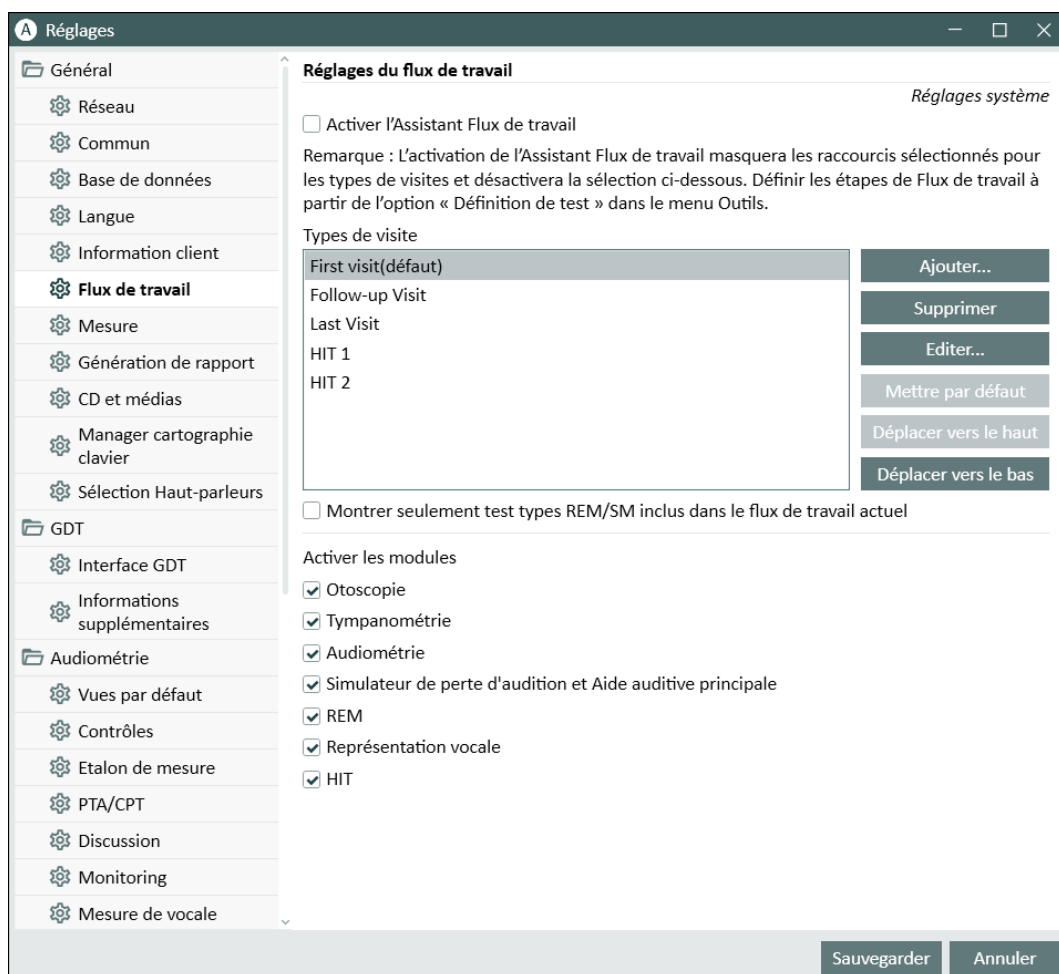 A Réglages
Général
Réseau
Commun
Base de données
Langue
Information client
Flux de travail
Mesure
Génération de rapport
CD et médias
Manager cartographie
clavier
Sélection Haut-parleurs
GDT
Interface GDT
Informations
supplémentaires
Audiométrie
Vues par défaut
Contrôles
Etalon de mesure
PTA/CPT
Discussion
Monitoring
Mesure de vocale
Réglages du flux de travail
Réglages système
Activer l’Assistant Flux de travail
Remarque : L’activation de l’Assistant Flux de travail masquera les raccourcis sélectionnés pour
les types de visites et désactivera la sélection ci-dessous. Définir les étapes de Flux de travail à
partir de l’option « Définition de test » dans le menu Outils.
Types de visite
First visit(défaut)
Follow-up Visit
Last Visit
HIT 1
HIT 2
Ajouter...
Supprimer
Editer...
Mettre par défaut
Déplacer vers le haut
Déplacer vers le bas
Montrer seulement test types REM/SM inclus dans le flux de travail actuel
Activer les modules
Otoscopie
Tympanométrie
Audiométrie
Simulateur de perte d'audition et Aide auditive principale
REM
Représentation vocale
HIT
Sauvegarder
Annuler